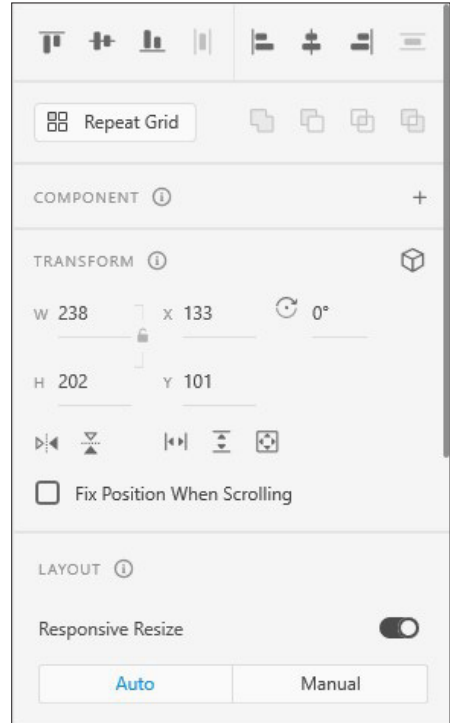 Repeat Grid
COMPONENT
+
TRANSFORM
W 238 X 133 0°
H 202 Y 101
Fix Position When Scrolling
LAYOUT
Responsive Resize
Auto Manual